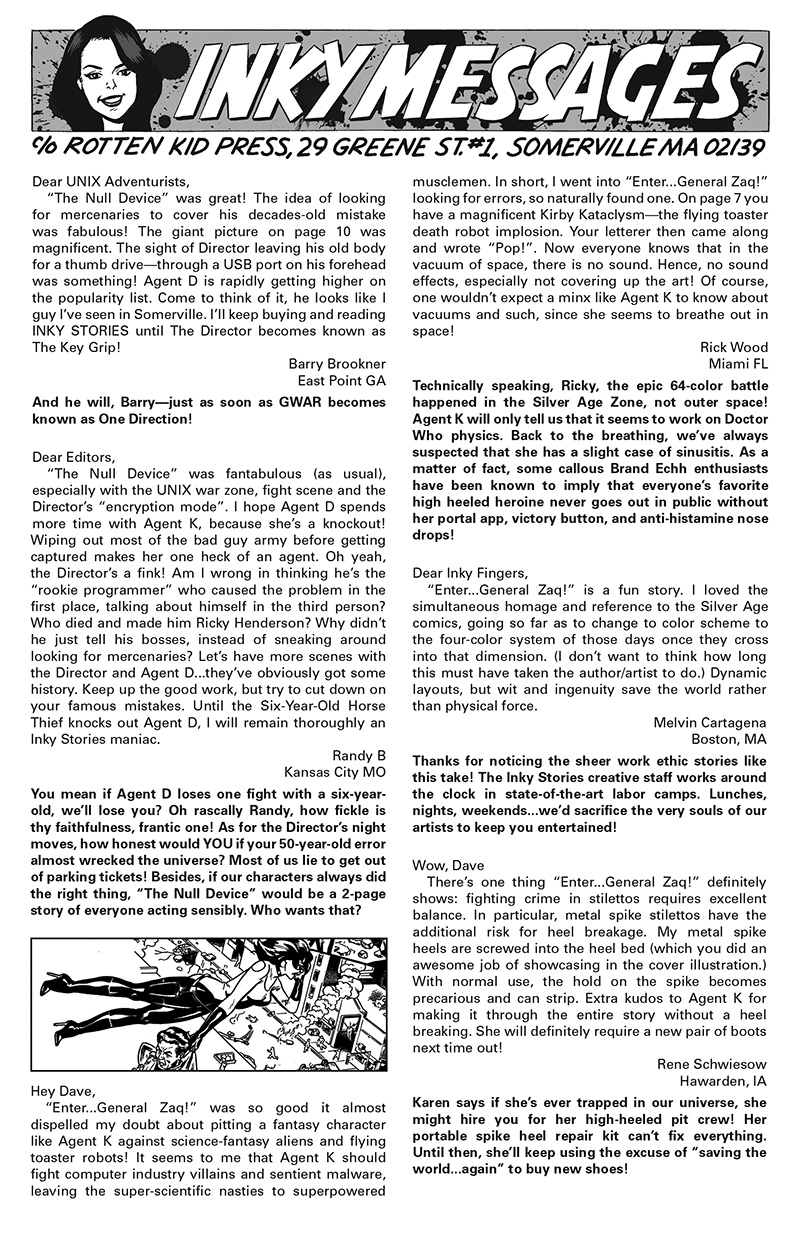 INKY MESSAGES
c/o ROTTEN KID PRESS, 29 GREENE ST. #1, SOMERVILLE MA 02139
Dear UNIX Adventurists,
“The Null Device” was great! The idea of looking
for mercenaries to cover his decades-old mistake
was fabulous! The giant picture on page 10 was
magnificent. The sight of Director leaving his old body
for a thumb drive—through a USB port on his forehead
was something! Agent D is rapidly getting higher on
the popularity list. Come to think of it, he looks like I
guy I’ve seen in Somerville. I’ll keep buying and reading
INKY STORIES until The Director becomes known as
The Key Grip!
Barry Brookner
East Point GA
And he will, Barry—just as soon as GWAR becomes
known as One Direction!
Dear Editors,
“The Null Device” was fantabulous (as usual),
especially with the UNIX war zone, fight scene and the
Director’s “encryption mode”. I hope Agent D spends
more time with Agent K, because she’s a knockout!
Wiping out most of the bad guy army before getting
captured makes her one heck of an agent. Oh yeah,
the Director’s a fink! Am I wrong in thinking he’s the
“rookie programmer” who caused the problem in the
first place, talking about himself in the third person?
Who died and made him Ricky Henderson? Why didn’t
he just tell his bosses, instead of sneaking around
looking for mercenaries? Let’s have more scenes with
the Director and Agent D...they’ve obviously got some
history. Keep up the good work, but try to cut down on
your famous mistakes. Until the Six-Year-Old Horse
Thief knocks out Agent D, I will remain thoroughly an
Inky Stories maniac.
Randy B
Kansas City MO
You mean if Agent D loses one fight with a six-year-
old, we’ll lose you? Oh rascally Randy, how fickle is
thy faithfulness, frantic one! As for the Director’s night
moves, how honest would YOU if your 50-year-old error
almost wrecked the universe? Most of us lie to get out
of parking tickets! Besides, if our characters always did
the right thing, “The Null Device” would be a 2-page
story of everyone acting sensibly. Who wants that?
Hey Dave,
“Enter...General Zaq!” was so good it almost
dispelled my doubt about pitting a fantasy character
like Agent K against science-fantasy aliens and flying
toaster robots! It seems to me that Agent K should
fight computer industry villains and sentient malware,
leaving the super-scientific nasties to superpowered
musclemen. In short, I went into “Enter...General Zaq!”
looking for errors, so naturally found one. On page 7 you
have a magnificent Kirby Kataclysm—the flying toaster
death robot implosion. Your letterer then came along
and wrote “Pop!”. Now everyone knows that in the
vacuum of space, there is no sound. Hence, no sound
effects, especially not covering up the art! Of course,
one wouldn’t expect a minx like Agent K to know about
vacuums and such, since she seems to breathe out in
space!
Rick Wood
Miami FL
Technically speaking, Ricky, the epic 64-color battle
happened in the Silver Age Zone, not outer space!
Agent K will only tell us that it seems to work on Doctor
Who physics. Back to the breathing, we’ve always
suspected that she has a slight case of sinusitis. As a
matter of fact, some callous Brand Echh enthusiasts
have been known to imply that everyone’s favorite
high heeled heroine never goes out in public without
her portal app, victory button, and anti-histamine nose
drops!
Dear Inky Fingers,
“Enter...General Zaq!” is a fun story. I loved the
simultaneous homage and reference to the Silver Age
comics, going so far as to change to color scheme to
the four-color system of those days once they cross
into that dimension. (I don’t want to think how long
this must have taken the author/artist to do.) Dynamic
layouts, but wit and ingenuity save the world rather
than physical force.
Melvin Cartagena
Boston, MA
Thanks for noticing the sheer work ethic stories like
this take! The Inky Stories creative staff works around
the clock in state-of-the-art labor camps. Lunches,
nights, weekends...we’d sacrifice the very souls of our
artists to keep you entertained!
Wow, Dave
There’s one thing “Enter...General Zaq!” definitely
shows: fighting crime in stilettos requires excellent
balance. In particular, metal spike stilettos have the
additional risk for heel breakage. My metal spike
heels are screwed into the heel bed (which you did an
awesome job of showcasing in the cover illustration.)
With normal use, the hold on the spike becomes
precarious and can strip. Extra kudos to Agent K for
making it through the entire story without a heel
breaking. She will definitely require a new pair of boots
next time out!
Rene Schwiesow
Hawarden, IA
Karen says if she’s ever trapped in our universe, she
might hire you for her high-heeled pit crew! Her
portable spike heel repair kit can’t fix everything.
Until then, she’ll keep using the excuse of “saving the
world...again” to buy new shoes!